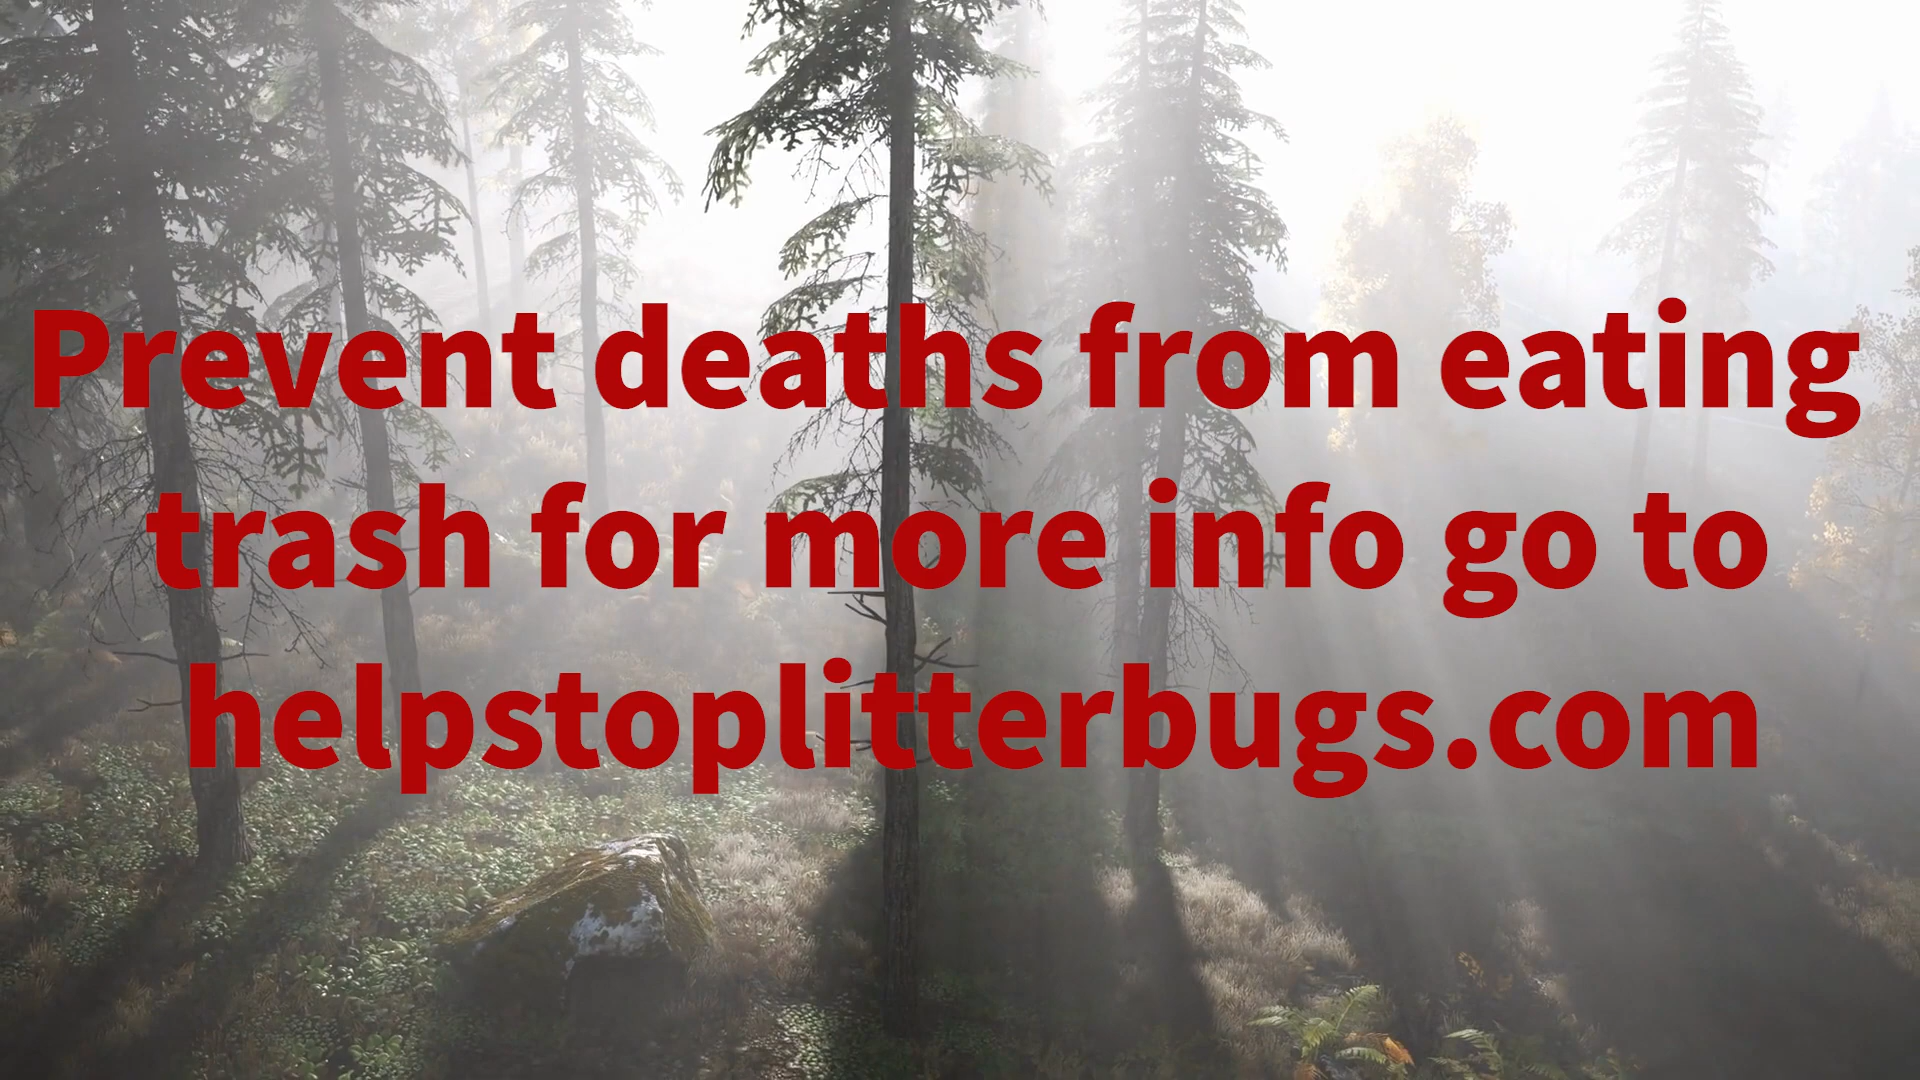 Prevent deaths from eating
trash for more info go to
helpstoplitterbugs.com